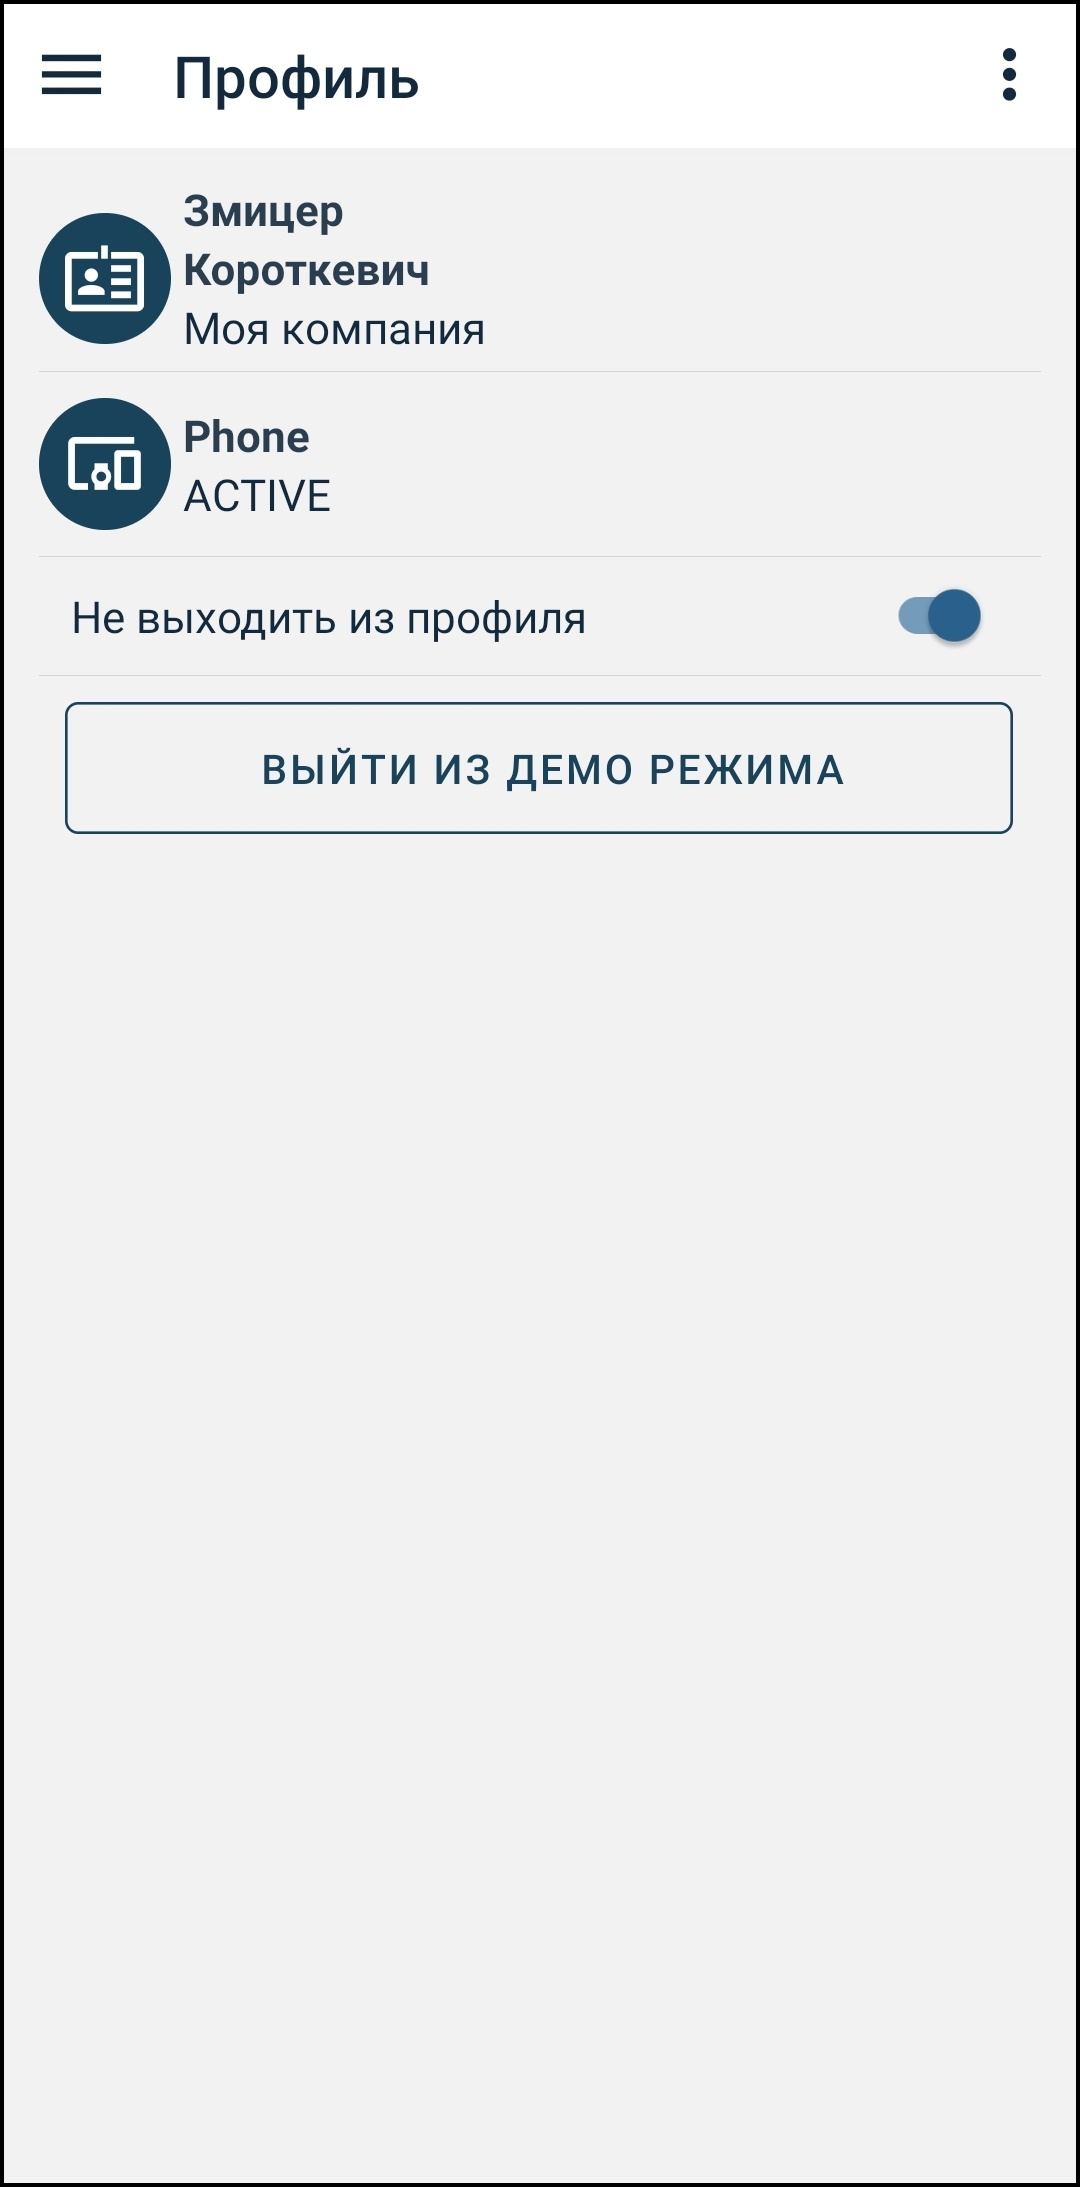 Профиль
Змицер
Короткевич
Моя компания
Phone
ACTIVE
Не выходить из профиля
ВЫЙТИ ИЗ ДЕМО РЕЖИМА